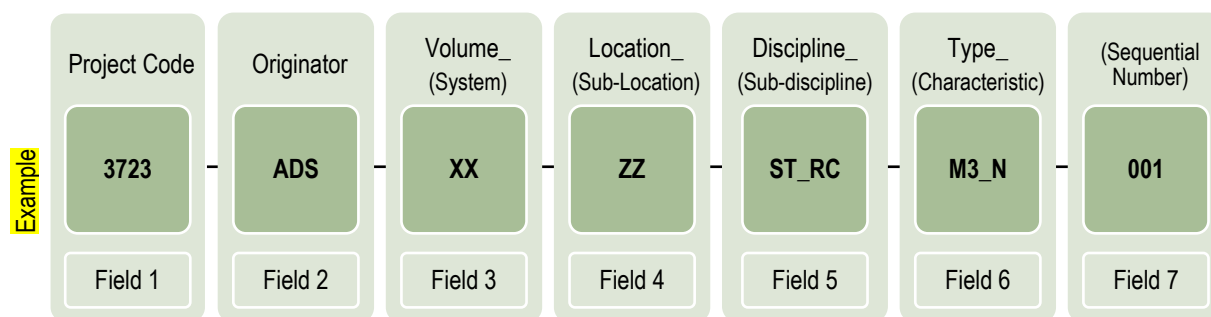 Project Code
Originator
Volume_
(System)
Location_
(Sub-Location)
Discipline_
(Sub-discipline)
Type_
(Characteristic)
(Sequential
Number)
Example
3723 – ADS – XX – ZZ – ST_RC – M3_N – 001
Field 1
Field 2
Field 3
Field 4
Field 5
Field 6
Field 7